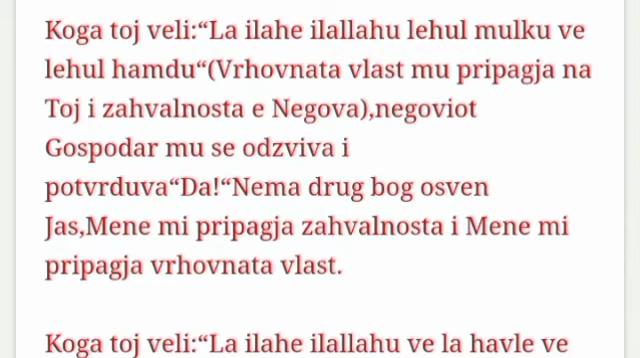 Koga toj veli:“La ilahe ilallahu lehul mulku ve
lehul hamdu“(Vrhovnata vlast mu pripagja na
Toj i zahvalnosta e Negova),negoviot
Gospodar mu se odzviva i
potvrduva“Da!“Nema drug bog osven
Jas,Mene mi pripagja zahvalnosta i Mene mi
pripagja vrhovnata vlast.
Koga toj veli:“La ilahe ilallahu ve la havle ve